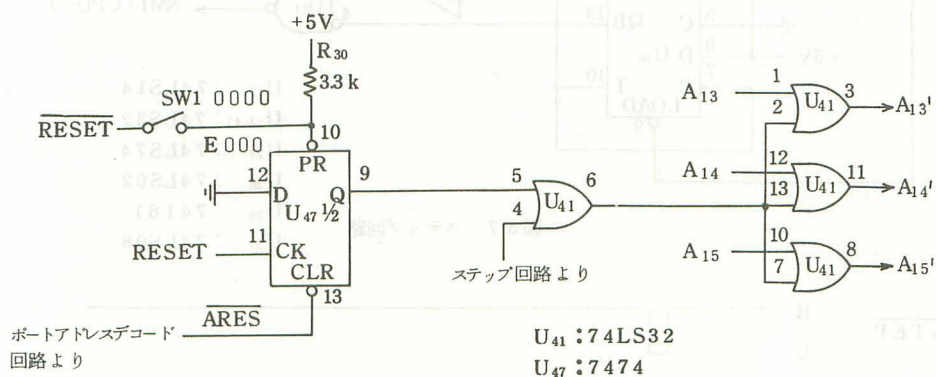 +5V
R30
3.3 k
SW1 0000
RESET
E 000
10
PR
12
D
Q
9
U47 ½
11
RESET
CK
CLR
13
ARES
ポートアドレスデコード
回路より
5
4
6
U41
ステップ回路より
A13
1
2
U41
3
A13'
A14
12
13
U41
11
A14'
A15
10
7
U41
8
A15'
U41 : 74LS32
U47 : 7474